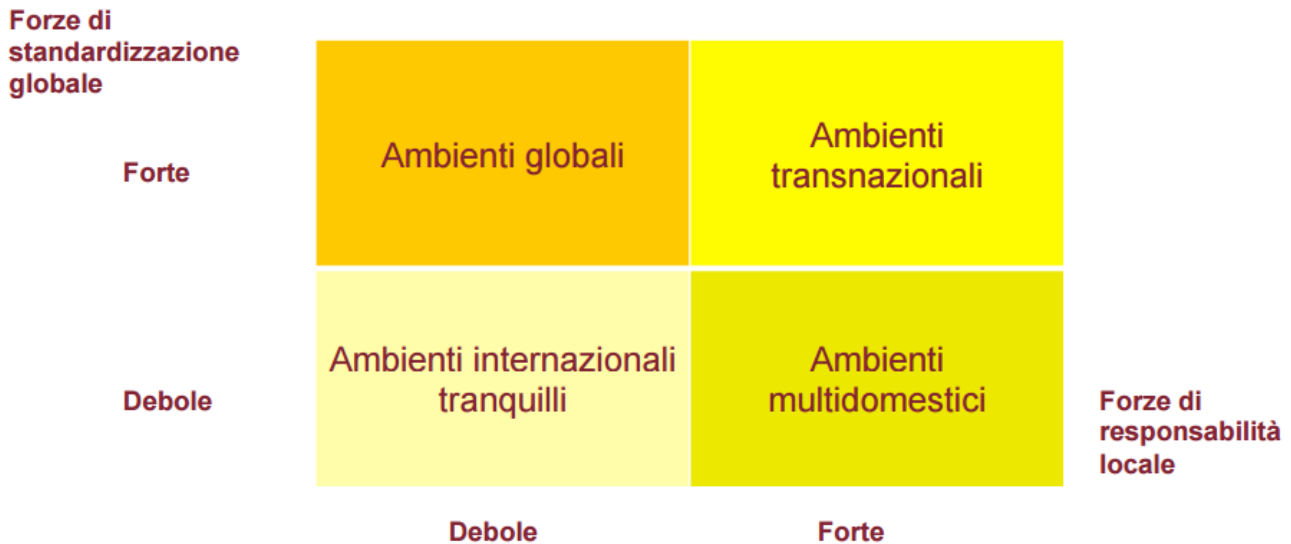 Forze di
standardizzazione
globale
Forte
Ambienti globali
Ambienti
transnazionali
Debole
Ambienti internazionali
tranquilli
Ambienti
multidomestici
Forze di
responsabilità
locale
Debole
Forte